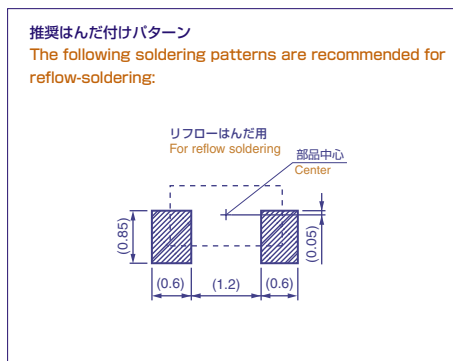 推奨はんだ付けパターン
The following soldering patterns are recommended for
reflow-soldering:
リフローはんだ用
For reflow soldering
部品中心
Center
(0.85)
(0.05)
(0.6)
(1.2)
(0.6)